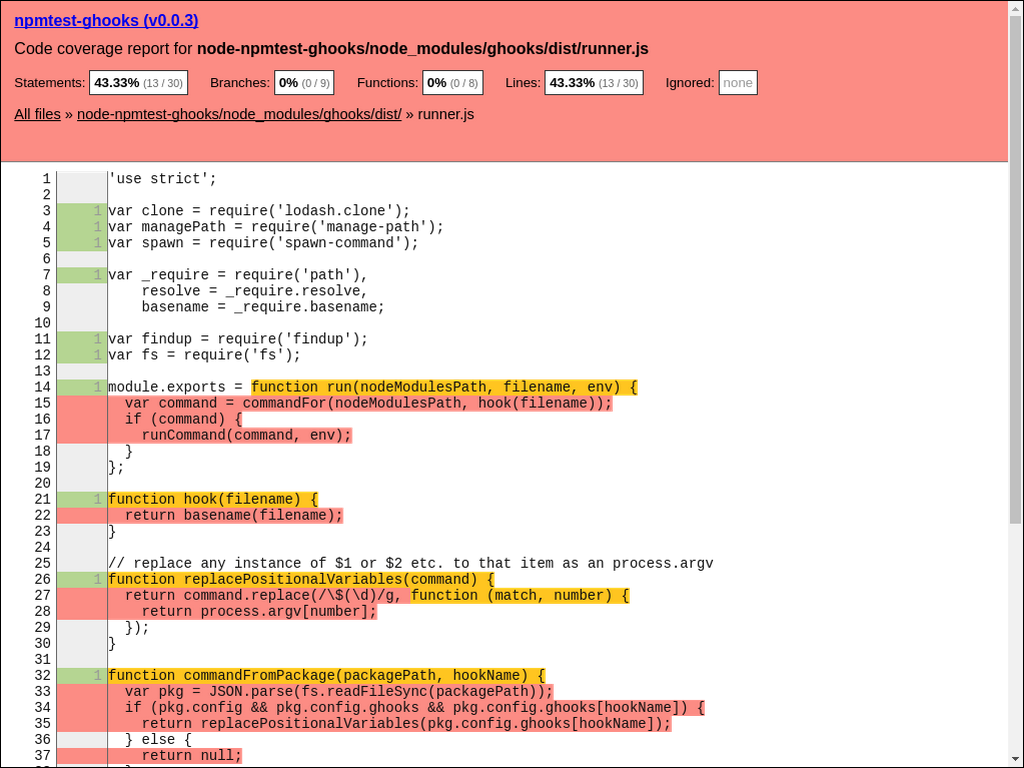 npmtest-ghooks (v0.0.3)
Code coverage report for node-npmtest-ghooks/node_modules/ghooks/dist/runner.js
Statements: 43.33% (13 / 30) Branches: 0% (0 / 9) Functions: 0% (0 / 8) Lines: 43.33% (13 / 30) Ignored: none
All files » node-npmtest-ghooks/node_modules/ghooks/dist/ » runner.js
1 'use strict';
2
3 1 var clone = require('lodash.clone');
4 1 var managePath = require('manage-path');
5 1 var spawn = require('spawn-command');
6
7 1 var _require = require('path'),
8     resolve = _require.resolve,
9     basename = _require.basename;
10
11 1 var findup = require('findup');
12 1 var fs = require('fs');
13
14 1 module.exports = function run(nodeModulesPath, filename, env) {
15   var command = commandFor(nodeModulesPath, hook(filename));
16   if (command) {
17     runCommand(command, env);
18   }
19 };
20
21 1 function hook(filename) {
22   return basename(filename);
23 }
24
25 // replace any instance of $1 or $2 etc. to that item as an process.argv
26 1 function replacePositionalVariables(command) {
27   return command.replace(/\$(\d)/g, function (match, number) {
28     return process.argv[number];
29   });
30 }
31
32 1 function commandFromPackage(packagePath, hookName) {
33   var pkg = JSON.parse(fs.readFileSync(packagePath));
34   if (pkg.config && pkg.config.ghooks && pkg.config.ghooks[hookName]) {
35     return replacePositionalVariables(pkg.config.ghooks[hookName]);
36   } else {
37     return null;